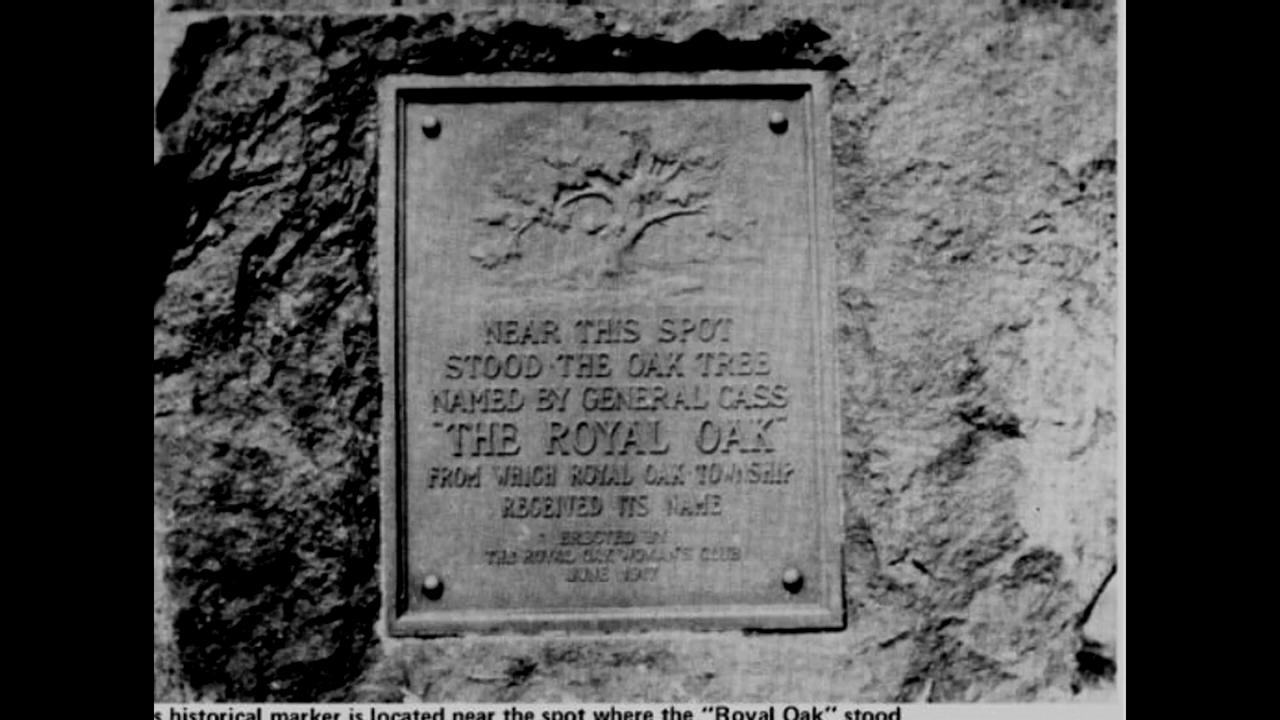 NEAR THIS SPOT
STOOD THE OAK TREE
NAMED BY GENERAL CASS
"THE ROYAL OAK"
FROM WHICH ROYAL OAK TOWNSHIP
RECEIVED ITS NAME
ERECTED BY
THE ROYAL OAK WOMAN'S CLUB
JUNE 1917
s historical marker is located near the spot where the "Royal Oak" stood